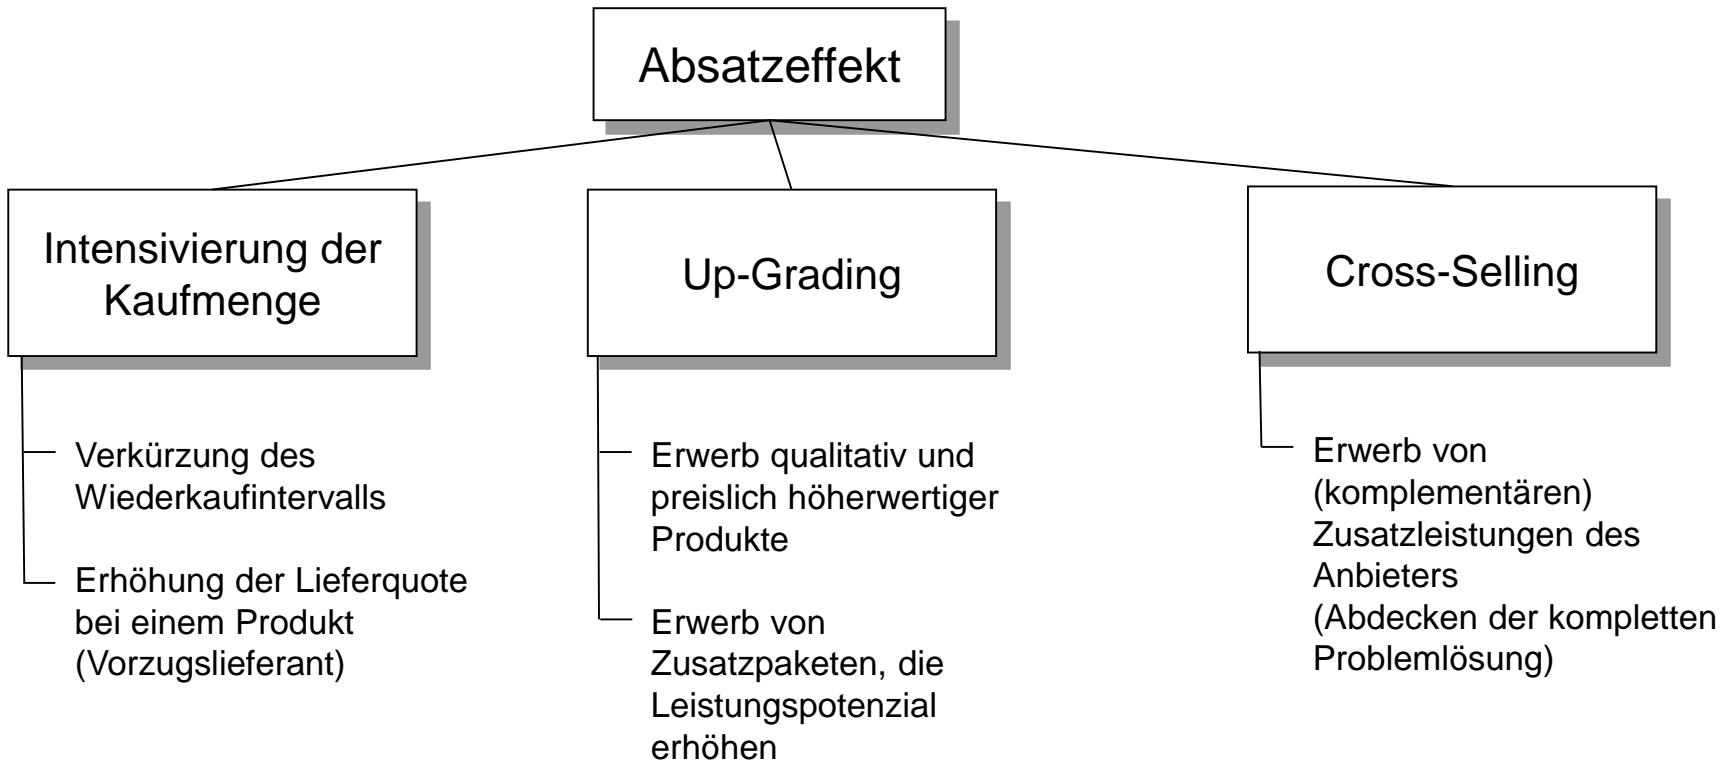 Absatzeffekt
Intensivierung der
Kaufmenge
Verkürzung des
Wiederkaufintervalls
Erhöhung der Lieferquote
bei einem Produkt
(Vorzugslieferant)
Up-Grading
Erwerb qualitativ und
preislich höherwertiger
Produkte
Erwerb von
Zusatzpaketen, die
Leistungspotenzial
erhöhen
Cross-Selling
Erwerb von
(komplementären)
Zusatzleistungen des
Anbieters
(Abdecken der kompletten
Problemlösung)